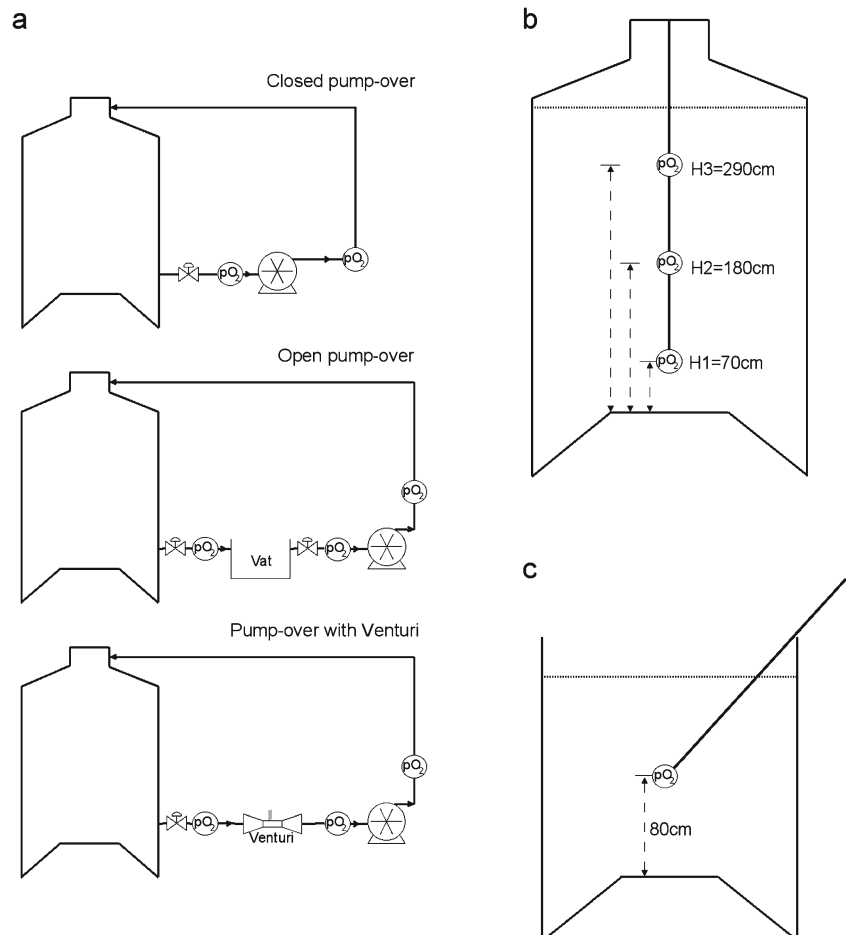 a
Closed pump-over
pO2
pO2
Open pump-over
pO2
pO2
Vat
pO2
Pump-over with Venturi
pO2
pO2
pO2
Venturi
b
pO2 H3=290cm
pO2 H2=180cm
pO2 H1=70cm
c
pO2
80cm